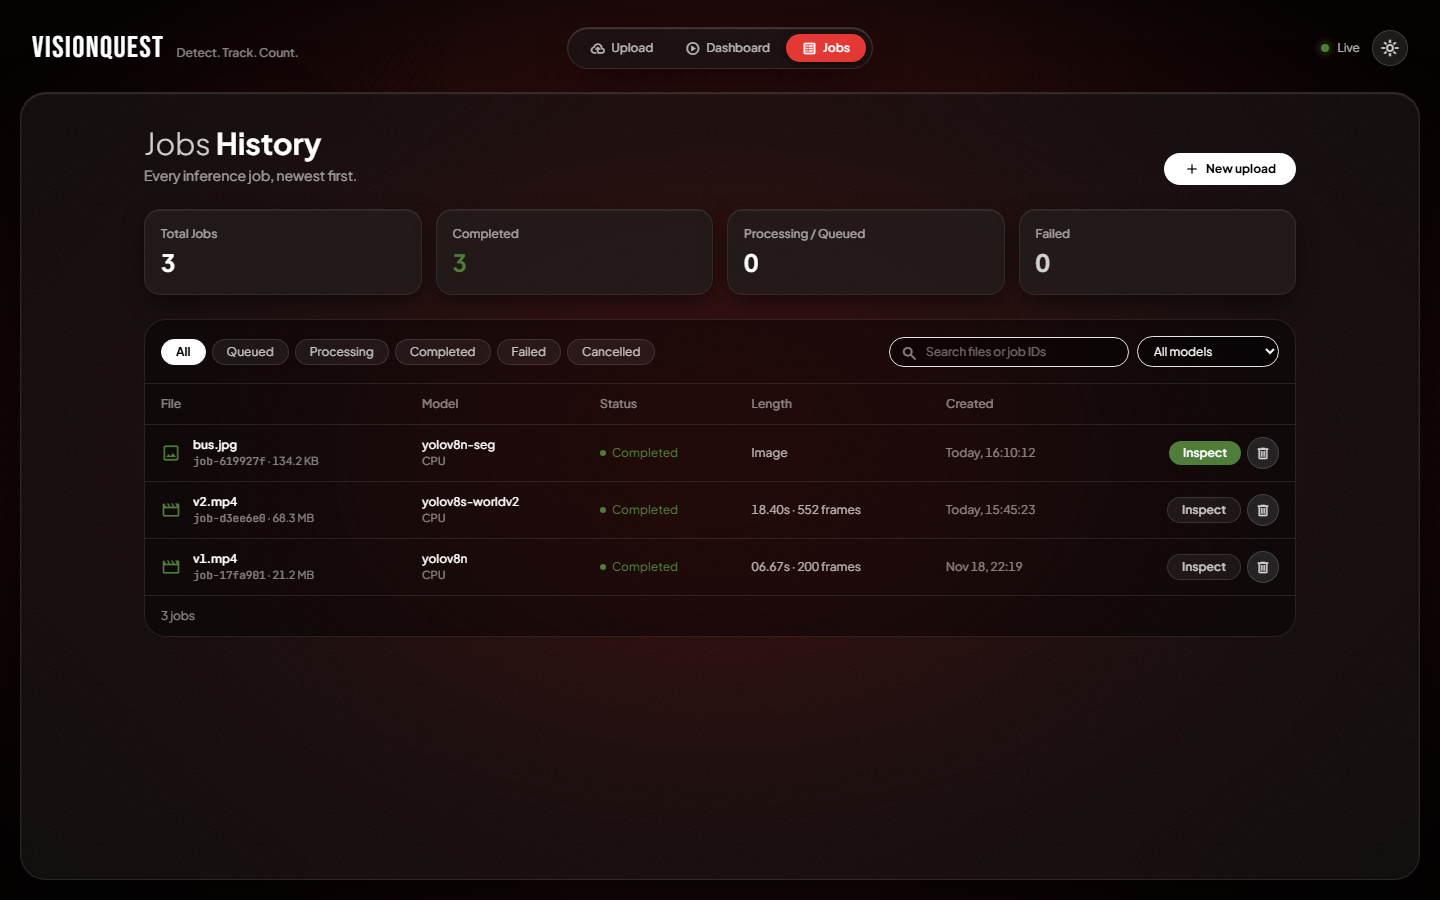 VISIONQUEST Detect. Track. Count.
Upload Dashboard Jobs
Live
Jobs History
Every inference job, newest first.
+ New upload
Total Jobs
3
Completed
3
Processing / Queued
0
Failed
0
All Queued Processing Completed Failed Cancelled
Search files or job IDs
All models
File Model Status Length Created
bus.jpg
job-619927f · 134.2 KB
yolov8n-seg
CPU
Completed
Image
Today, 16:10:12
Inspect
v2.mp4
job-d3ee6e0 · 68.3 MB
yolov8s-worldv2
CPU
Completed
18.40s · 552 frames
Today, 15:45:23
Inspect
v1.mp4
job-17fa901 · 21.2 MB
yolov8n
CPU
Completed
06.67s · 200 frames
Nov 18, 22:19
Inspect
3 jobs